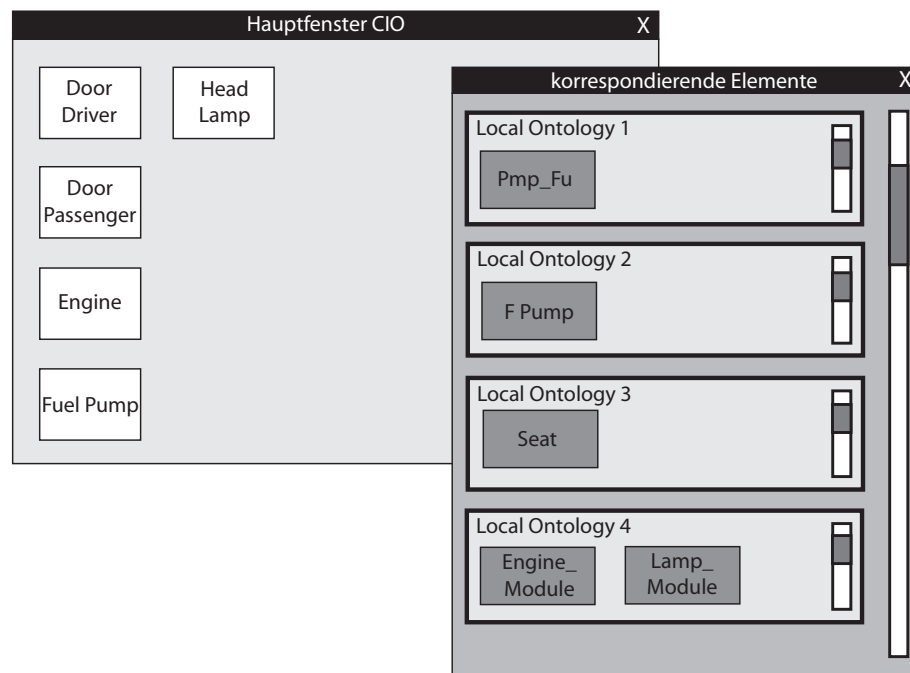 Hauptfenster CIO X
Door
Driver
Head
Lamp
Door
Passenger
Engine
Fuel Pump
korrespondierende Elemente X
Local Ontology 1
Pmp_Fu
Local Ontology 2
F Pump
Local Ontology 3
Seat
Local Ontology 4
Engine_
Module
Lamp_
Module